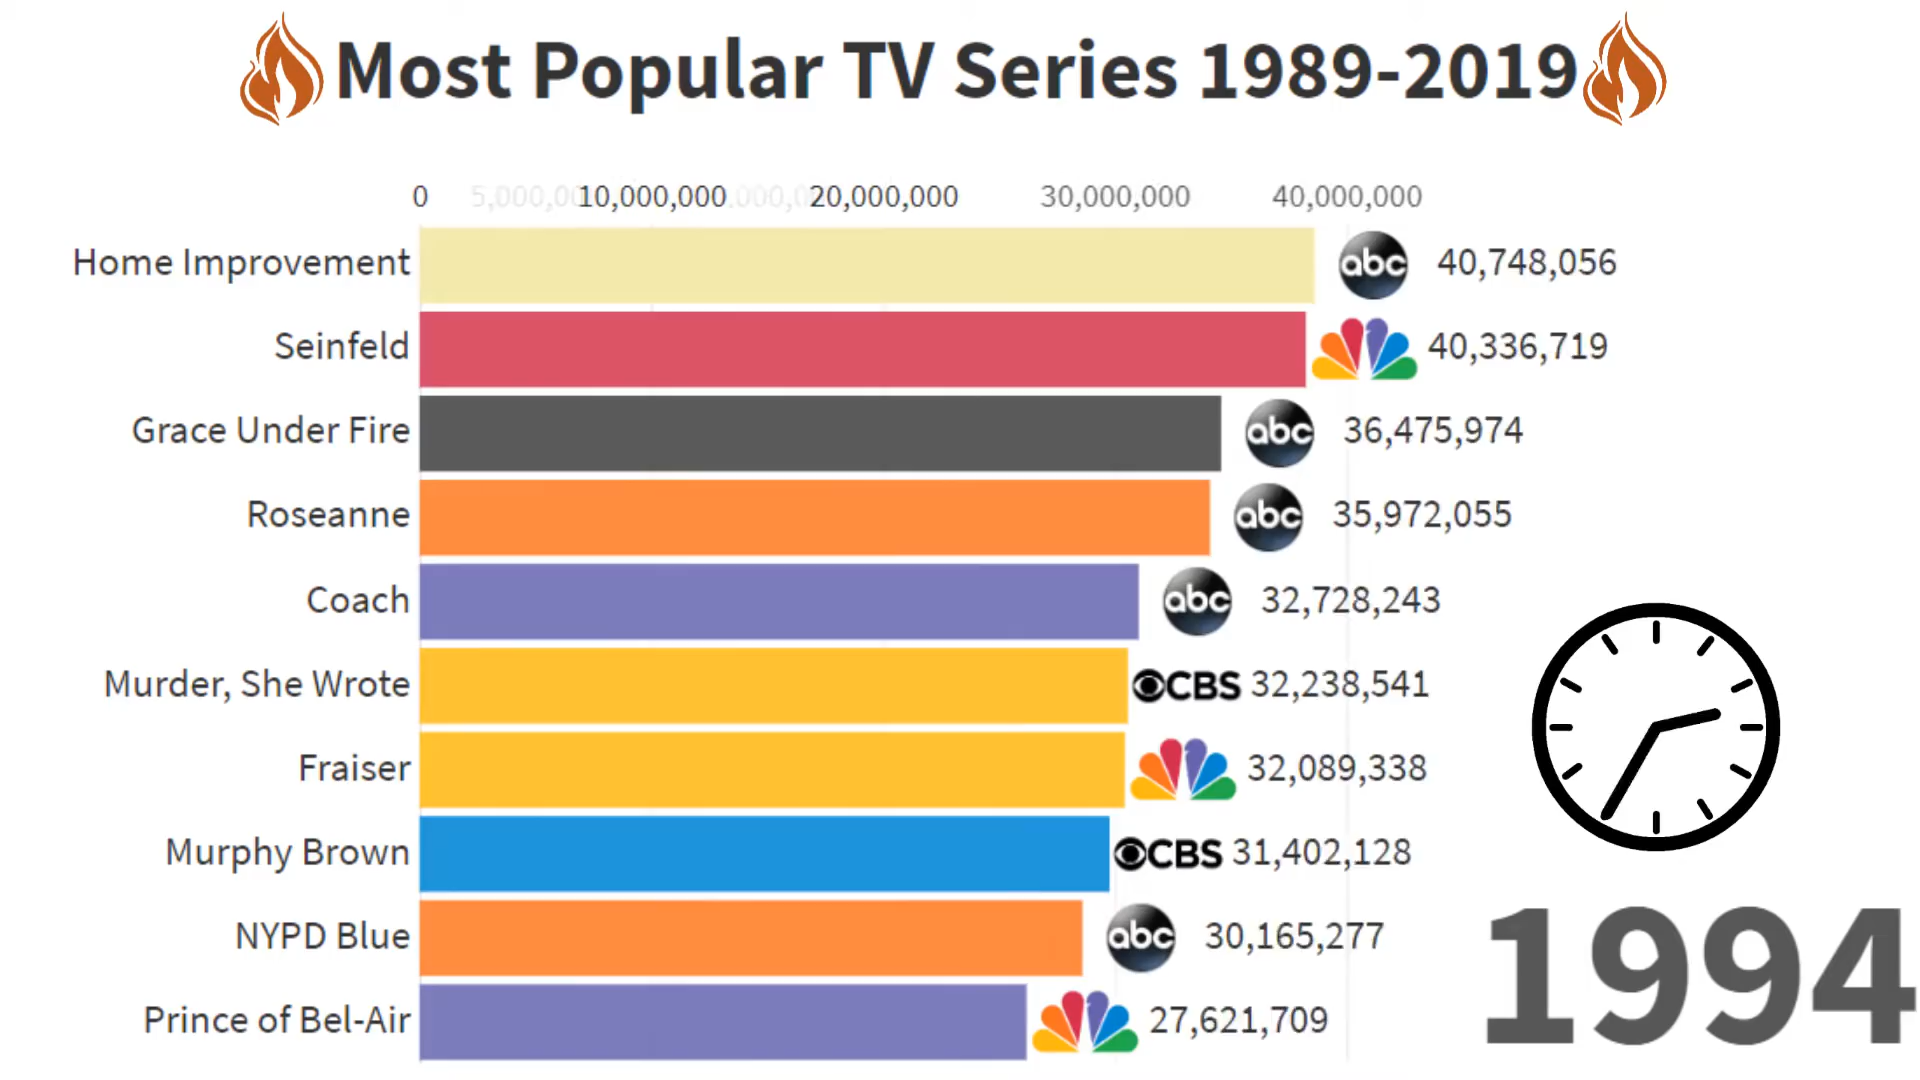 Most Popular TV Series 1989-2019
0 5,000,00 10,000,000 20,000,000 30,000,000 40,000,000
Home Improvement abc 40,748,056
Seinfeld 40,336,719
Grace Under Fire abc 36,475,974
Roseanne abc 35,972,055
Coach abc 32,728,243
Murder, She Wrote CBS 32,238,541
Fraiser 32,089,338
Murphy Brown CBS 31,402,128
NYPD Blue abc 30,165,277
Prince of Bel-Air 27,621,709
1994